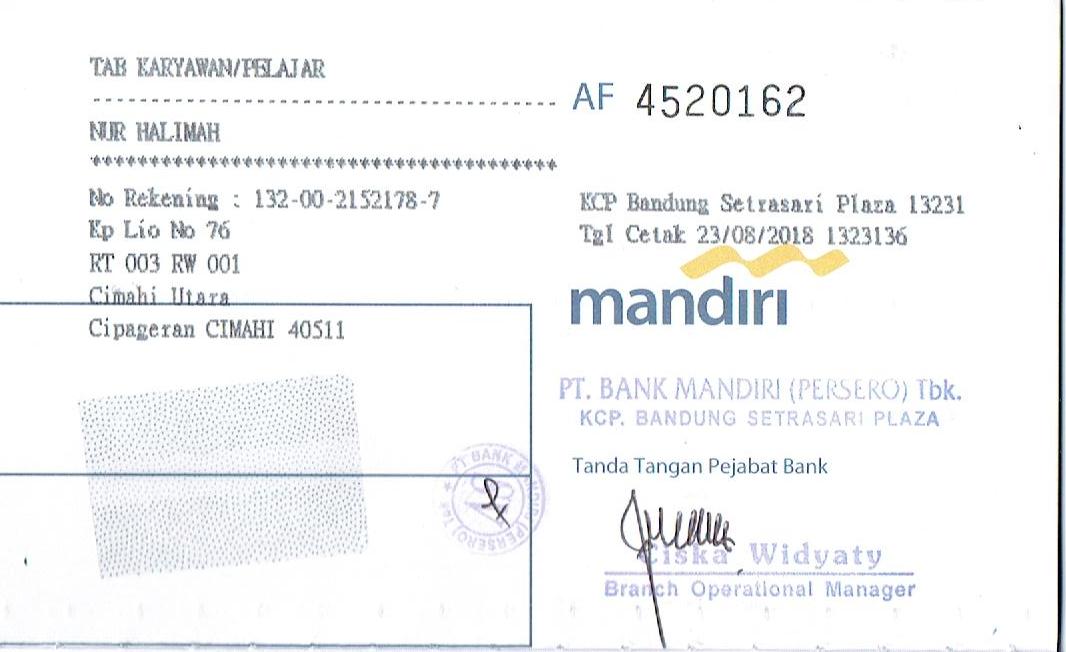 TAB KARYAWAN/PELAJAR
NUR HALIMAH
No Rekening : 132-00-2152178-7
Kp Lio No 76
RT 003 RW 001
Cimahi Utara
Cipageran CIMAHI 40511
AF 4520162
KCP Bandung Setrasari Plaza 13231
Tgl Cetak 23/08/2018 1323136
mandırı
PT. BANK MANDIRI (PERSERO) Tbk.
KCP. BANDUNG SETRASARI PLAZA
Tanda Tangan Pejabat Bank
Ciska Widyaty
Branch Operational Manager
PT BANK MANDIRI (PERSERO) Tbk